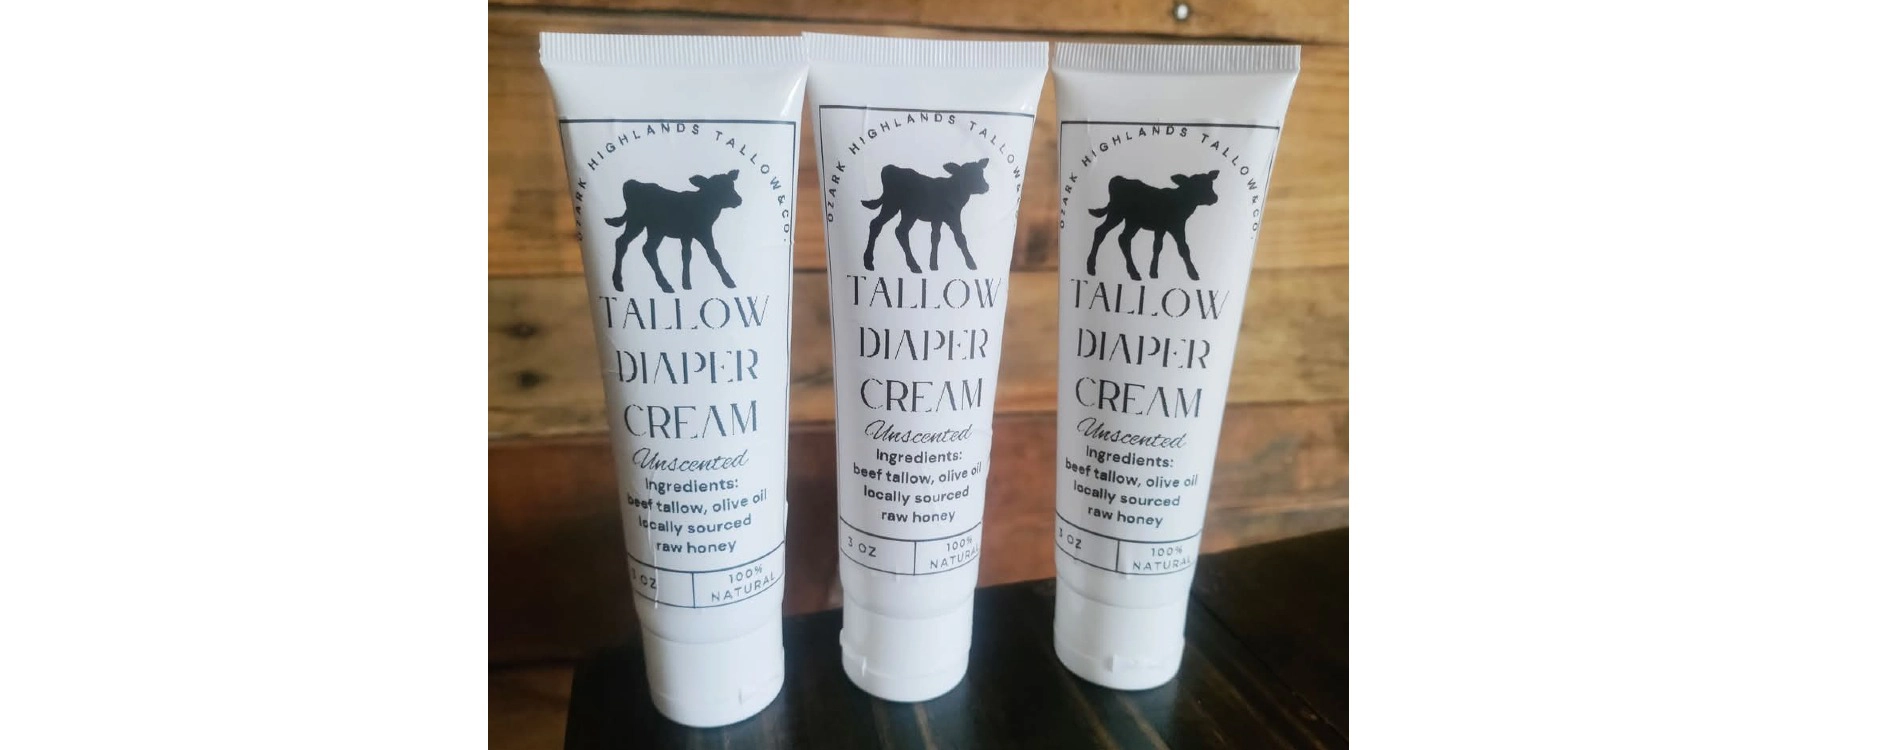 OZARK HIGHLANDS TALLOW & CO.
TALLOW
DIAPER
CREAM
Unscented
Ingredients:
beef tallow, olive oil
locally sourced
raw honey
3 OZ
100%
NATURAL
OZARK HIGHLANDS TALLOW & CO.
TALLOW
DIAPER
CREAM
Unscented
Ingredients:
beef tallow, olive oil
locally sourced
raw honey
3 OZ
100%
NATURAL
OZARK HIGHLANDS TALLOW & CO.
TALLOW
DIAPER
CREAM
Unscented
Ingredients:
beef tallow, olive oil
locally sourced
raw honey
3 OZ
100%
NATURAL